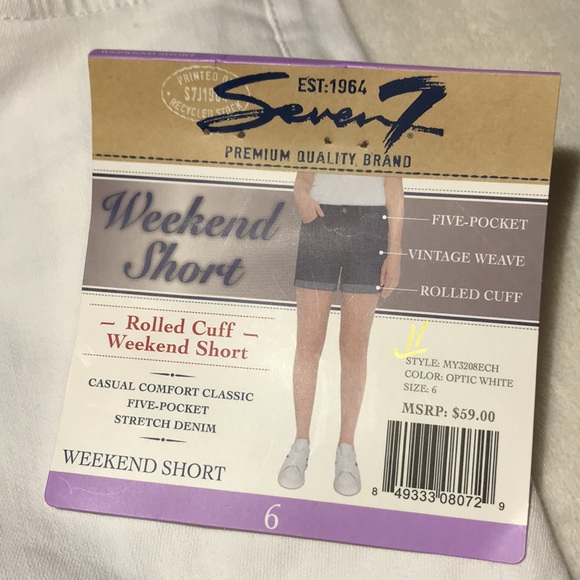 PRINTED O
S7J196
RECYCLED STOCK
EST:1964
Seven7
PREMIUM QUALITY BRAND
Weekend
Short
FIVE-POCKET
VINTAGE WEAVE
ROLLED CUFF
Rolled Cuff
Weekend Short
CASUAL COMFORT CLASSIC
FIVE-POCKET
STRETCH DENIM
WEEKEND SHORT
STYLE: MY3208ECH
COLOR: OPTIC WHITE
SIZE: 6
MSRP: $59.00
8 49333 08072 9
6